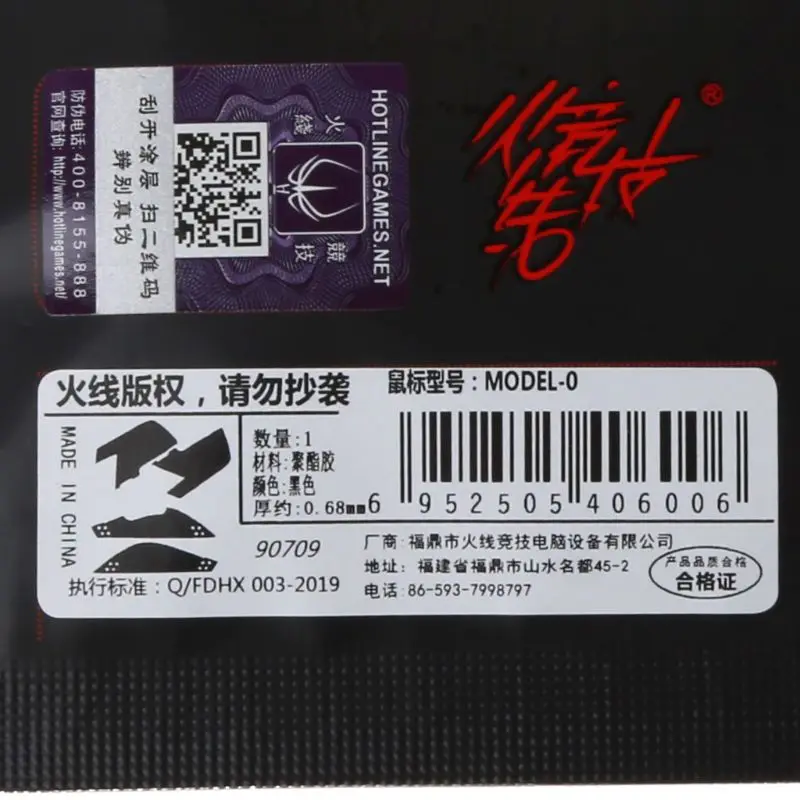 HOTLINEGAMES.NET
火 竞
线 技
刮开涂层 扫二维码
辨别真伪
防伪电话:400-8155-888
官网查询: http://www.hotlinegames.net/
®
火线版权，请勿抄袭
鼠标型号：MODEL-0
MADE IN CHINA
数量:1
材料:聚酯胶
颜色:黑色
厚约:0.68mm
6 952505 406006
90709
执行标准：Q/FDHX 003-2019
厂商：福鼎市火线竞技电脑设备有限公司
地址：福建省福鼎市山水名都45-2
电话:86-593-7998797
产品品质合格
合格证